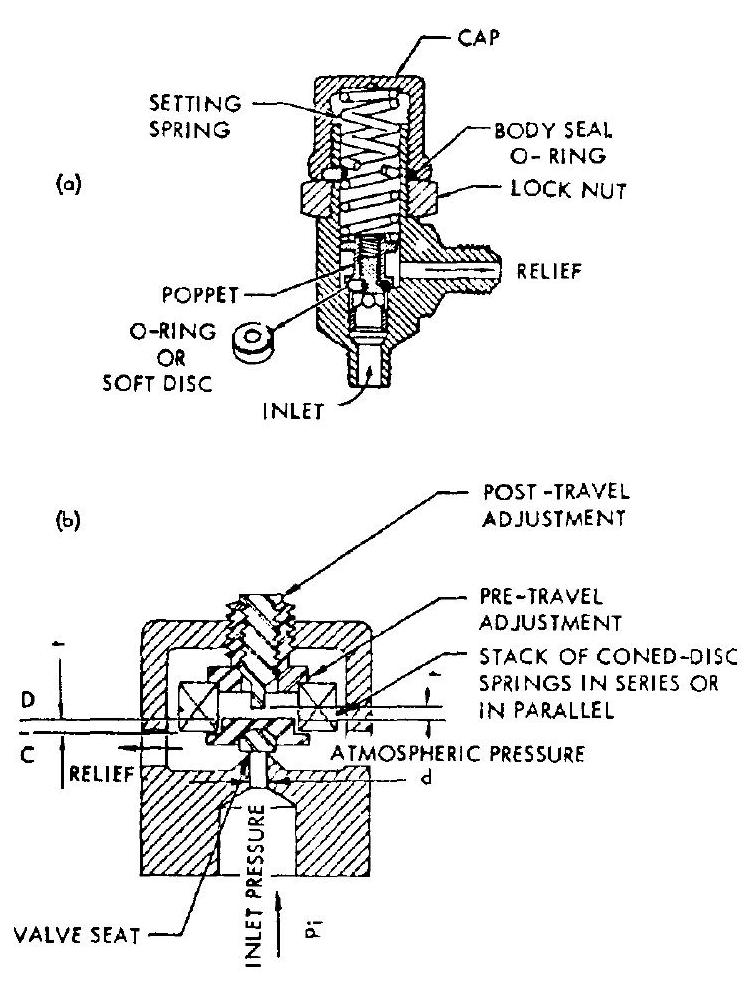 CAP
SETTING
SPRING
BODY SEAL
O-RING
(a)
LOCK NUT
RELIEF
POPPET
O-RING
OR
SOFT DISC
INLET
POST-TRAVEL
ADJUSTMENT
(b)
PRE-TRAVEL
ADJUSTMENT
STACK OF CONED-DISC
SPRINGS IN SERIES OR
IN PARALLEL
D
C
ATMOSPHERIC PRESSURE
RELIEF
d
INLET PRESSURE
Pi
VALVE SEAT